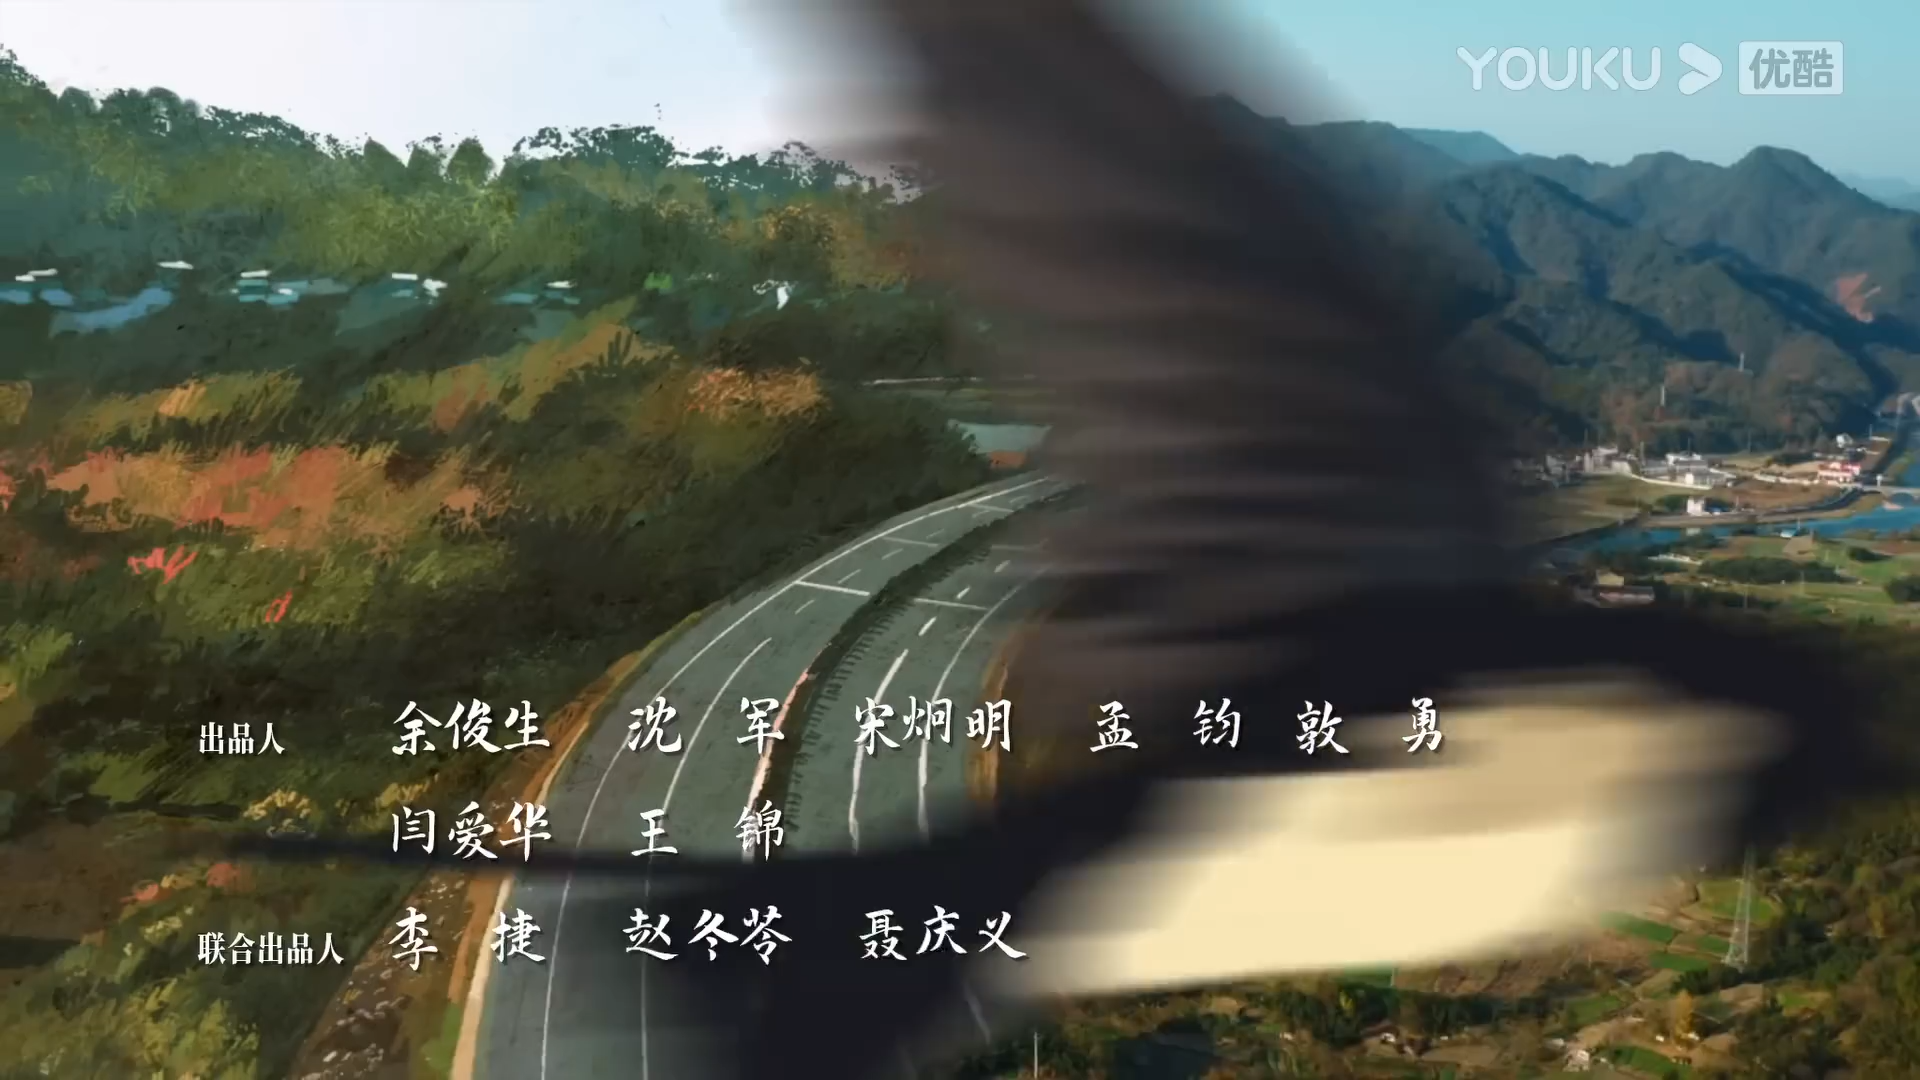 YOUKU 优酷
出品人 余俊生 沈军 宋炯明 孟钧 敦勇
闫爱华 王锦
联合出品人 李捷 赵冬苓 聂庆义